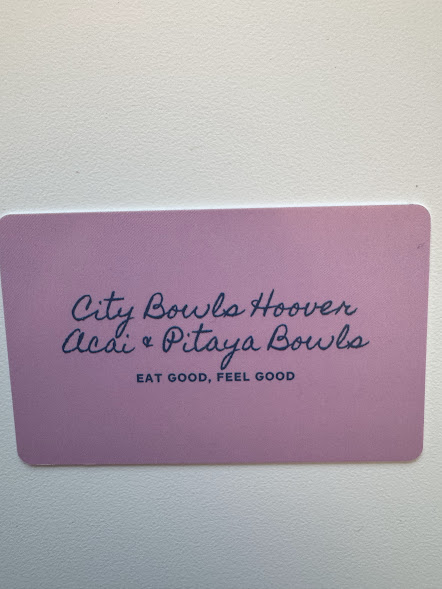 City Bowls Hoover
Acai & Pitaya Bowls
EAT GOOD, FEEL GOOD